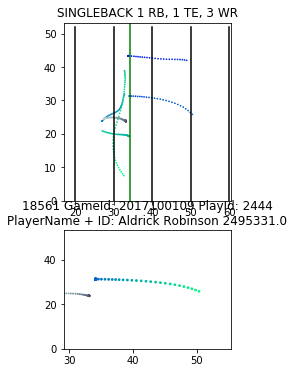 SINGLEBACK 1 RB, 1 TE, 3 WR
50
40
30
20
10
0
20 30 40 50 60
18561 GameId: 2017100109 PlayId: 2444
PlayerName + ID: Aldrick Robinson 2495331.0
40
20
0
30 40 50